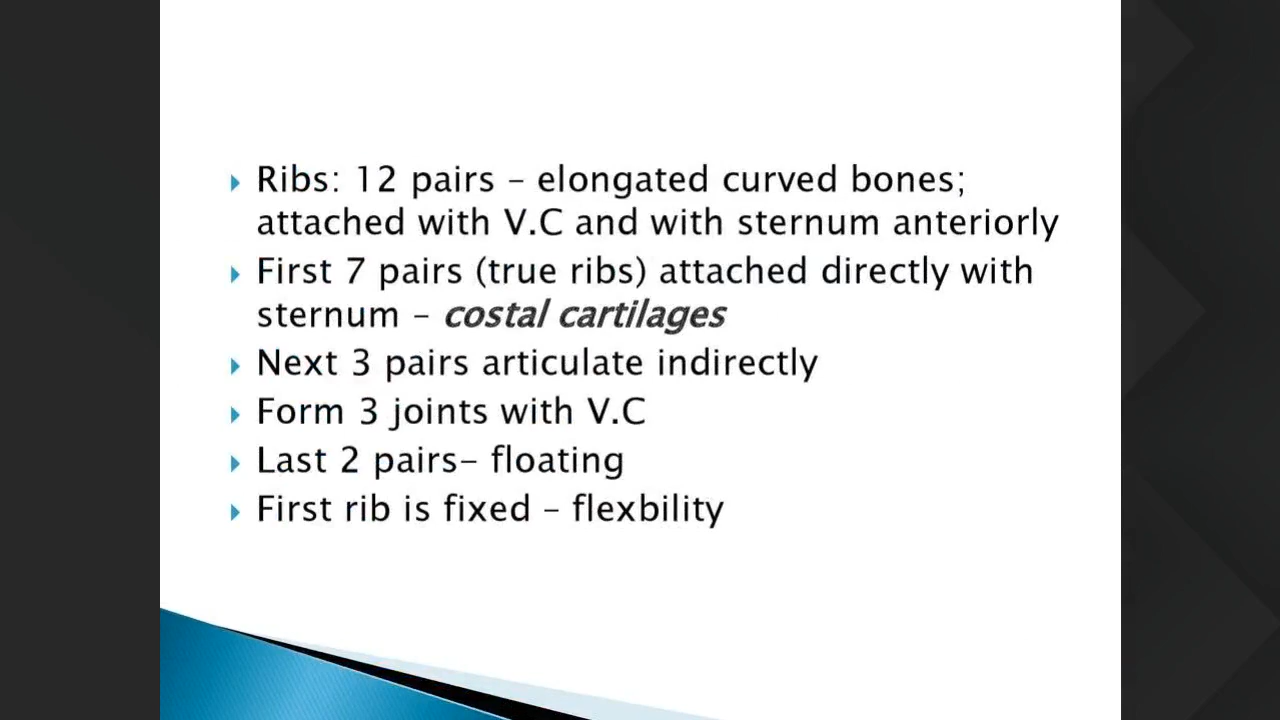 Ribs: 12 pairs – elongated curved bones;
attached with V.C and with sternum anteriorly
First 7 pairs (true ribs) attached directly with
sternum – costal cartilages
Next 3 pairs articulate indirectly
Form 3 joints with V.C
Last 2 pairs– floating
First rib is fixed – flexbility